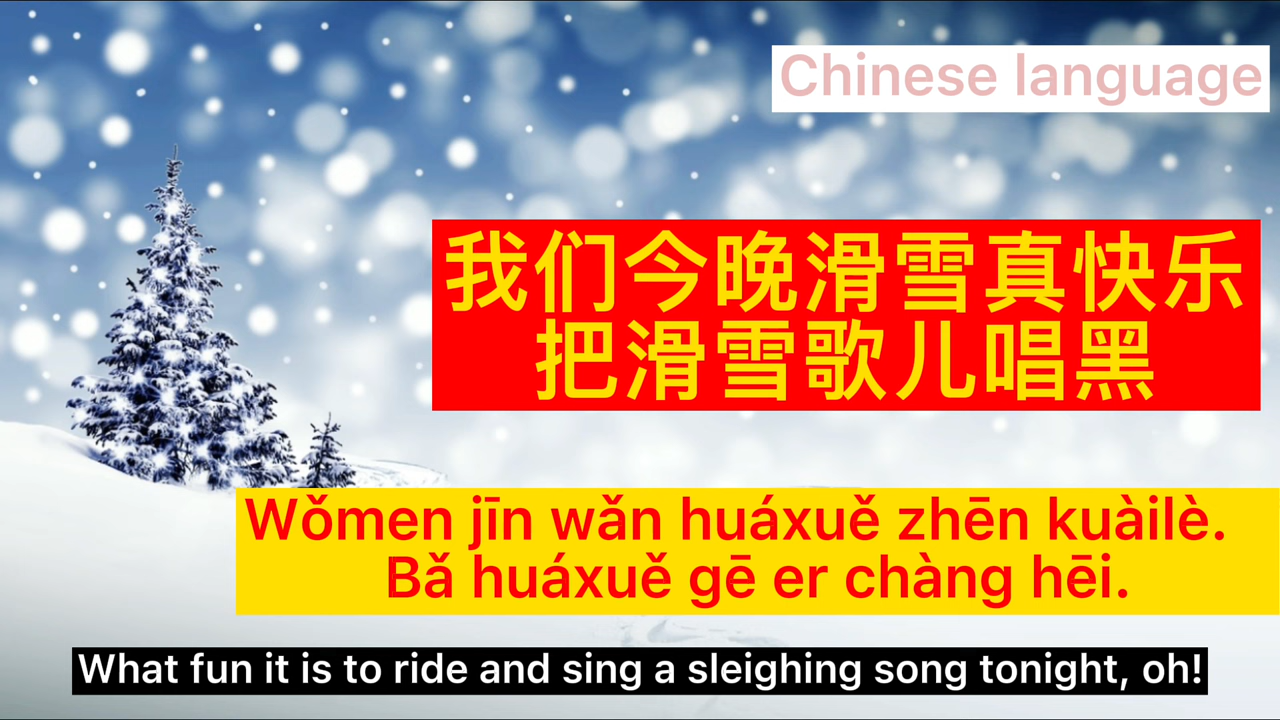 Chinese language
我们今晚滑雪真快乐
把滑雪歌儿唱黑
Wǒmen jīn wǎn huáxuě zhēn kuàilè.
Bǎ huáxuě gē er chàng hēi.
What fun it is to ride and sing a sleighing song tonight, oh!